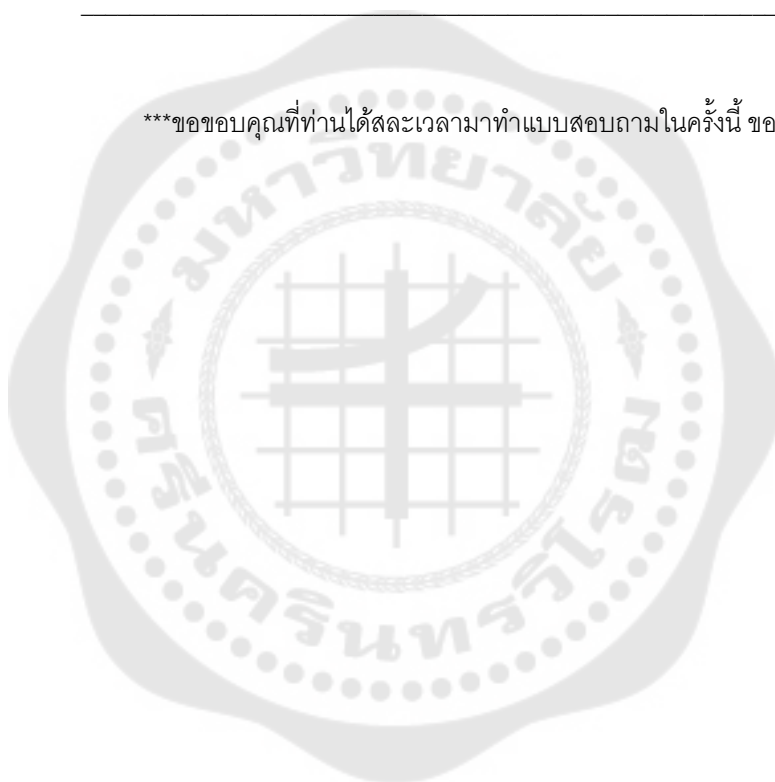 ***ขอขอบคุณที่ท่านได้สละเวลามาทำแบบสอบถามในครั้งนี้ ขอ
มหาวิทยาลัย
ศรีนครินทรวิโรฒ